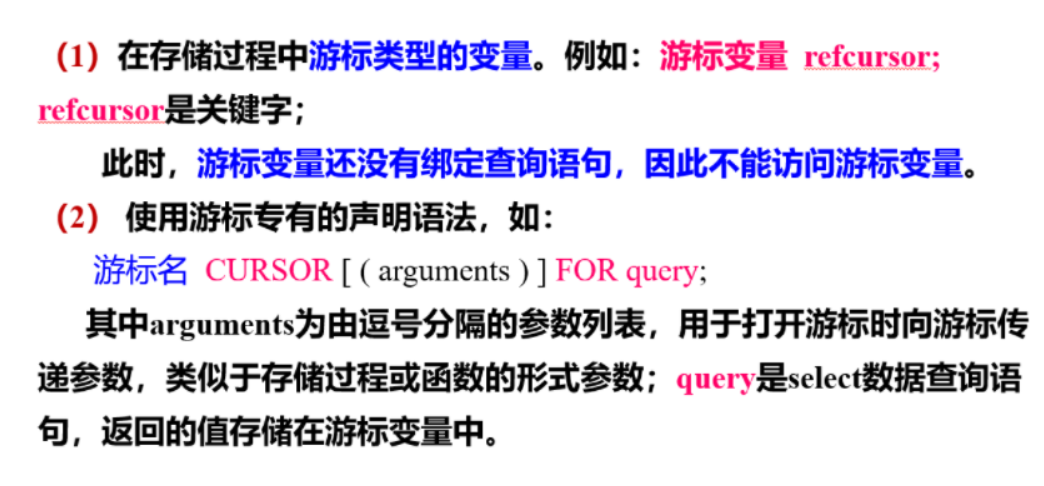 （1）在存储过程中游标类型的变量。例如：游标变量 refcursor;
refcursor是关键字；
此时，游标变量还没有绑定查询语句，因此不能访问游标变量。
（2） 使用游标专有的声明语法，如：
游标名 CURSOR [ ( arguments ) ] FOR query;
其中arguments为由逗号分隔的参数列表，用于打开游标时向游标传
递参数，类似于存储过程或函数的形式参数；query是select数据查询语
句，返回的值存储在游标变量中。